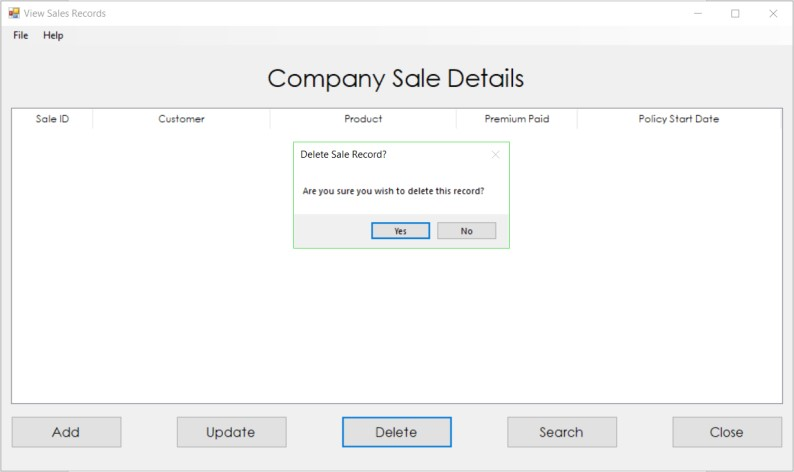 View Sales Records
File Help
Company Sale Details
Sale ID Customer Product Premium Paid Policy Start Date
Delete Sale Record?
Are you sure you wish to delete this record?
Yes No
Add Update Delete Search Close